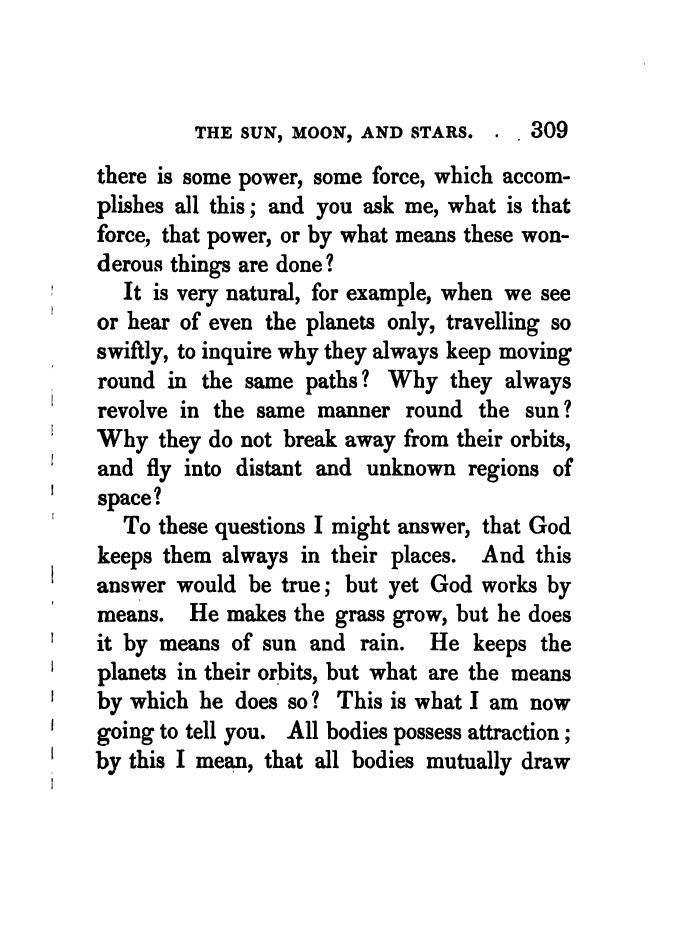 THE SUN, MOON, AND STARS. 309
there is some power, some force, which accom-
plishes all this; and you ask me, what is that
force, that power, or by what means these won-
derous things are done?
It is very natural, for example, when we see
or hear of even the planets only, travelling so
swiftly, to inquire why they always keep moving
round in the same paths? Why they always
revolve in the same manner round the sun?
Why they do not break away from their orbits,
and fly into distant and unknown regions of
space?
To these questions I might answer, that God
keeps them always in their places. And this
answer would be true; but yet God works by
means. He makes the grass grow, but he does
it by means of sun and rain. He keeps the
planets in their orbits, but what are the means
by which he does so? This is what I am now
going to tell you. All bodies possess attraction;
by this I mean, that all bodies mutually draw